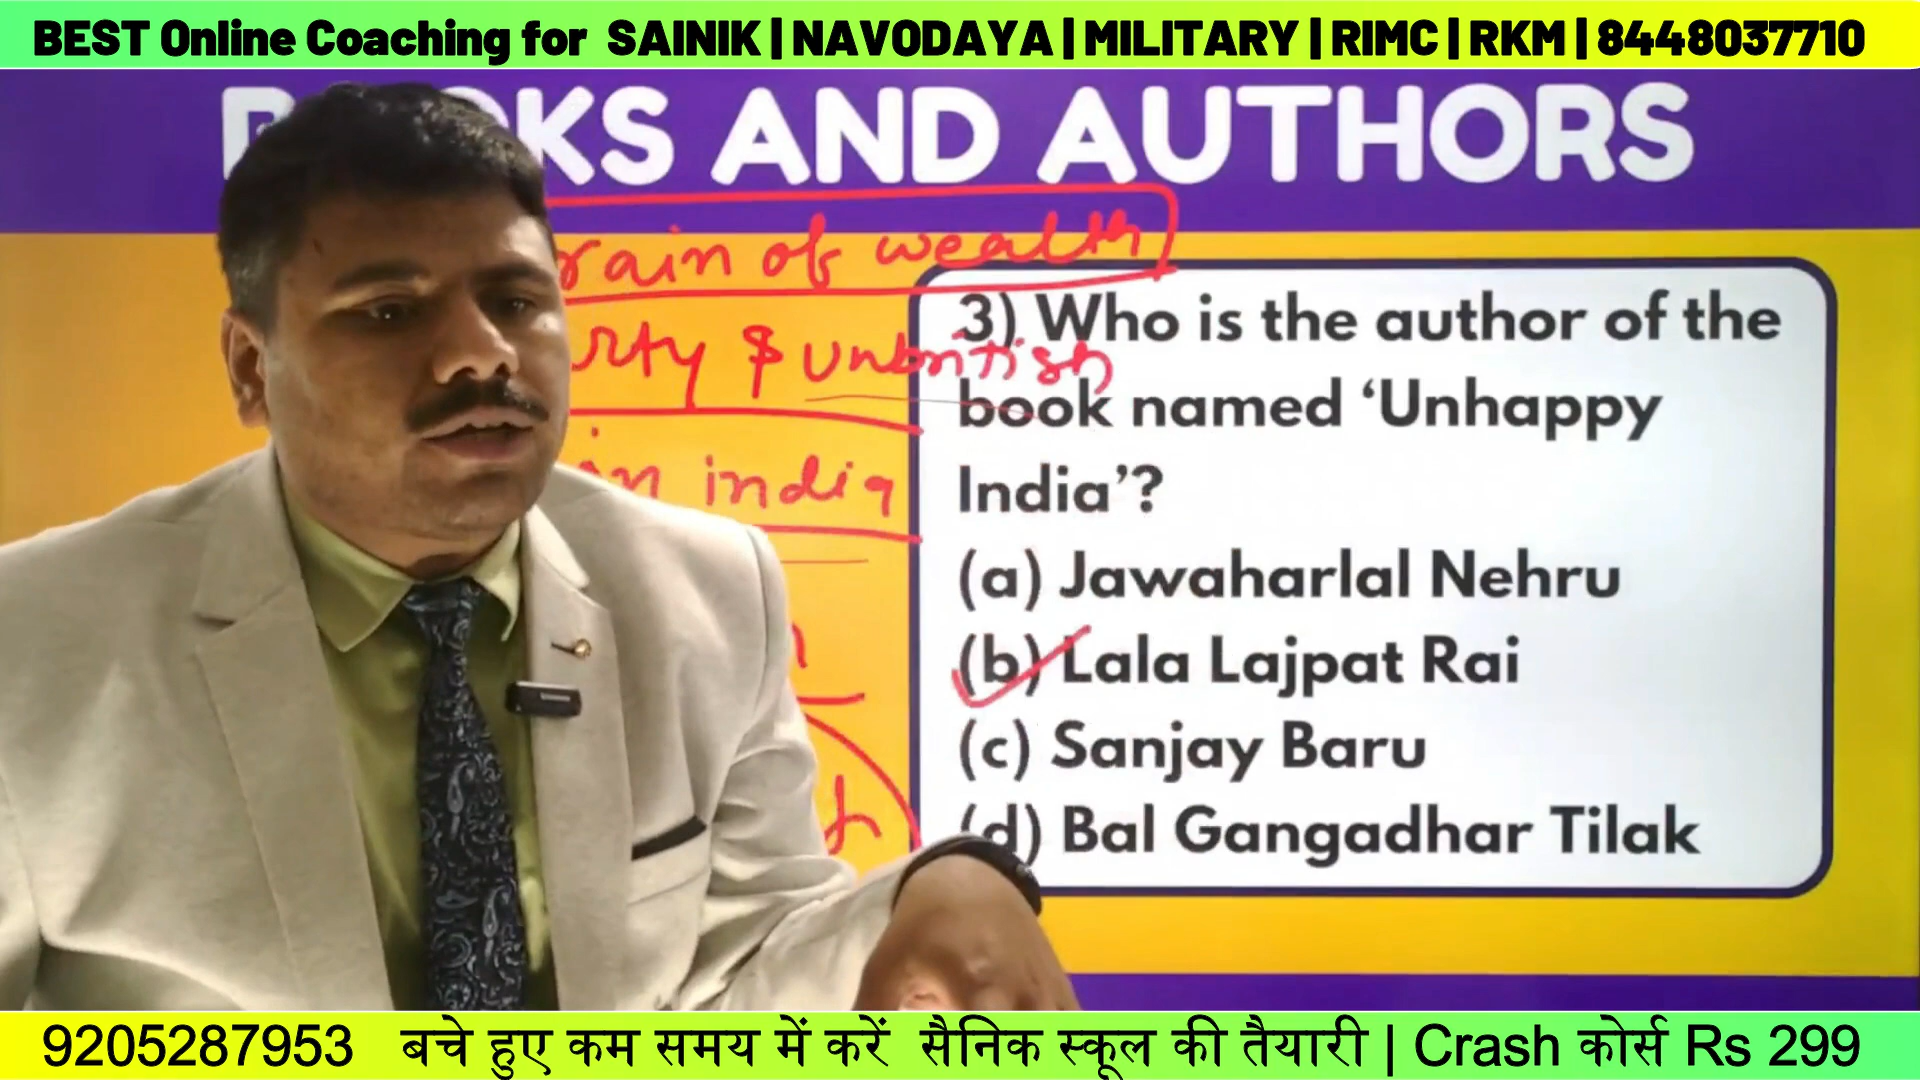 BEST Online Coaching for SAINIK | NAVODAYA | MILITARY | RIMC | RKM | 8448037710
BOOKS AND AUTHORS
rain of wealth
rty & unbritish
in india
3) Who is the author of the
book named ‘Unhappy
India’?
(a) Jawaharlal Nehru
(b) Lala Lajpat Rai
(c) Sanjay Baru
(d) Bal Gangadhar Tilak
9205287953 बचे हुए कम समय में करें सैनिक स्कूल की तैयारी | Crash कोर्स Rs 299